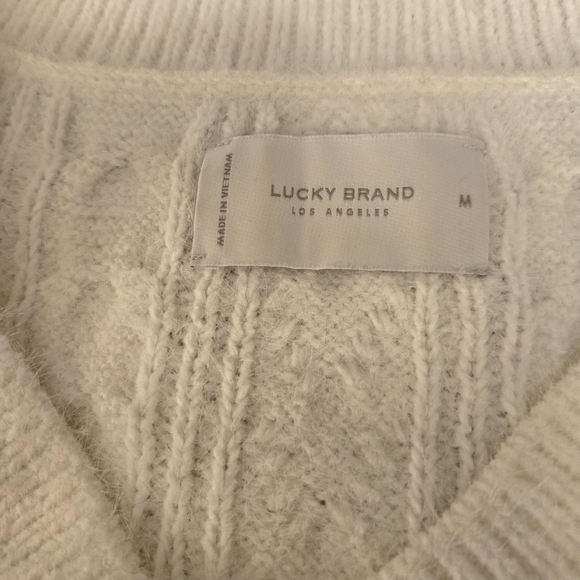 MADE IN VIETNAM
LUCKY BRAND
LOS ANGELES
M